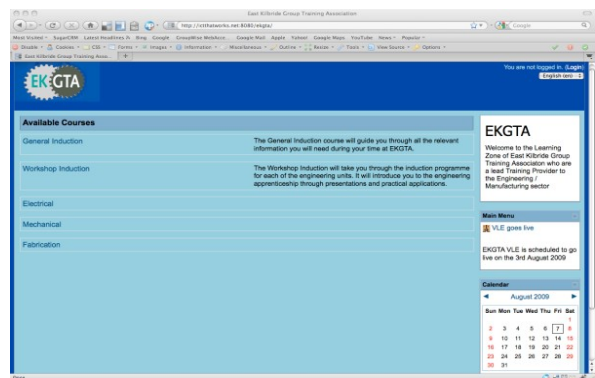 East Kilbride Group Training Association
http://ictthatworks.net:8080/ekgta/
Google
Most Visited SugarCRM Latest Headlines Bing Google GroupWise WebAcce... Google Mail Apple Yahoo! Google Maps YouTube News Popular
Disable Cookies CSS Forms Images Information Miscellaneous Outline Resize Tools View Source Options
East Kilbride Group Training Asso...
You are not logged in. (Login)
English (en)
EK GTA
Available Courses
General Induction
The General Induction course will guide you through all the relevant
information you will need during your time at EKGTA.
Workshop Induction
The Workshop Induction will take you through the induction programme
for each of the engineering units. It will introduce you to the engineering
apprenticeship through presentations and practical applications.
Electrical
Mechanical
Fabrication
EKGTA
Welcome to the Learning
Zone of East Kilbride Group
Training Associaton who are
a lead Training Provider to
the Engineering /
Manufacturing sector
Main Menu
VLE goes live
EKGTA VLE is scheduled to go
live on the 3rd August 2009
Calendar
August 2009
Sun Mon Tue Wed Thu Fri Sat
1
2 3 4 5 6 7 8
9 10 11 12 13 14 15
16 17 18 19 20 21 22
23 24 25 26 27 28 29
30 31
Done